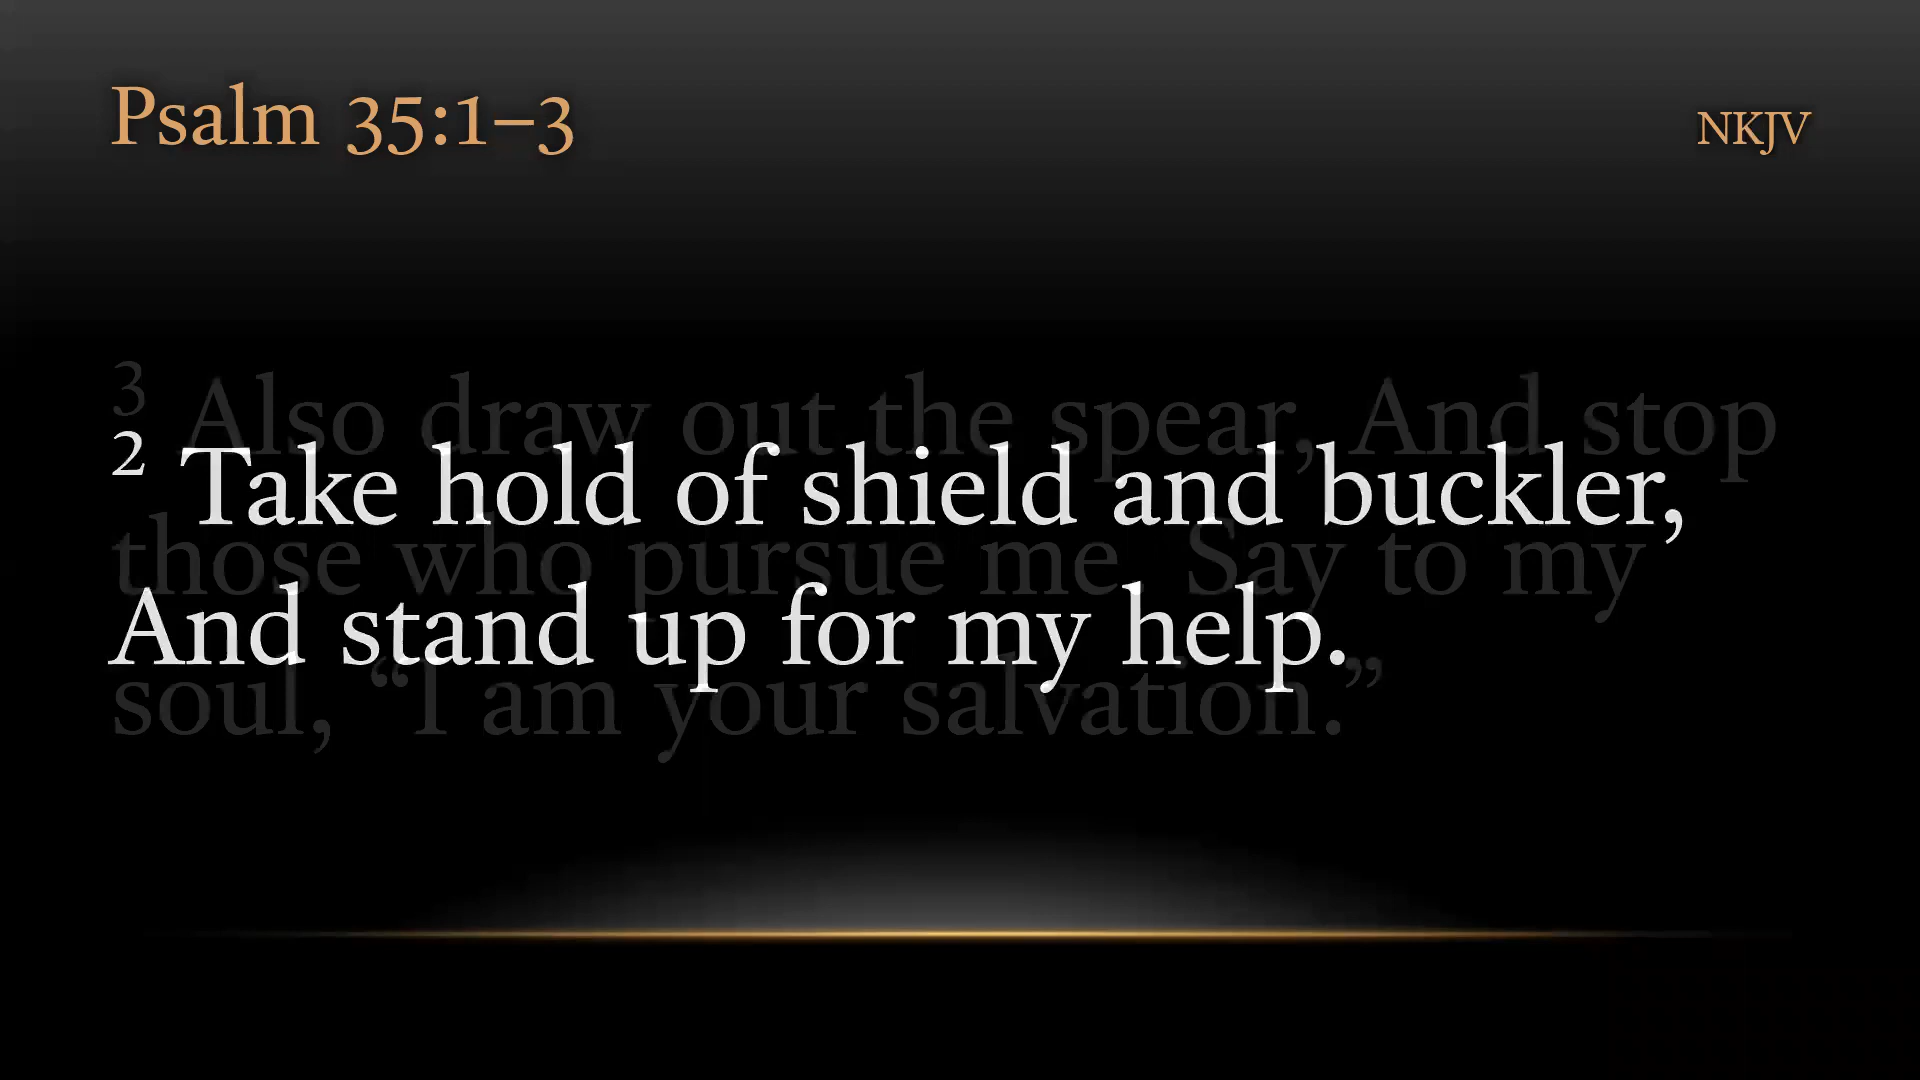 Psalm 35:1–3
NKJV
3 Also draw out the spear, And stop
2 Take hold of shield and buckler,
those who pursue me. Say to my
And stand up for my help.
soul, “I am your salvation.”